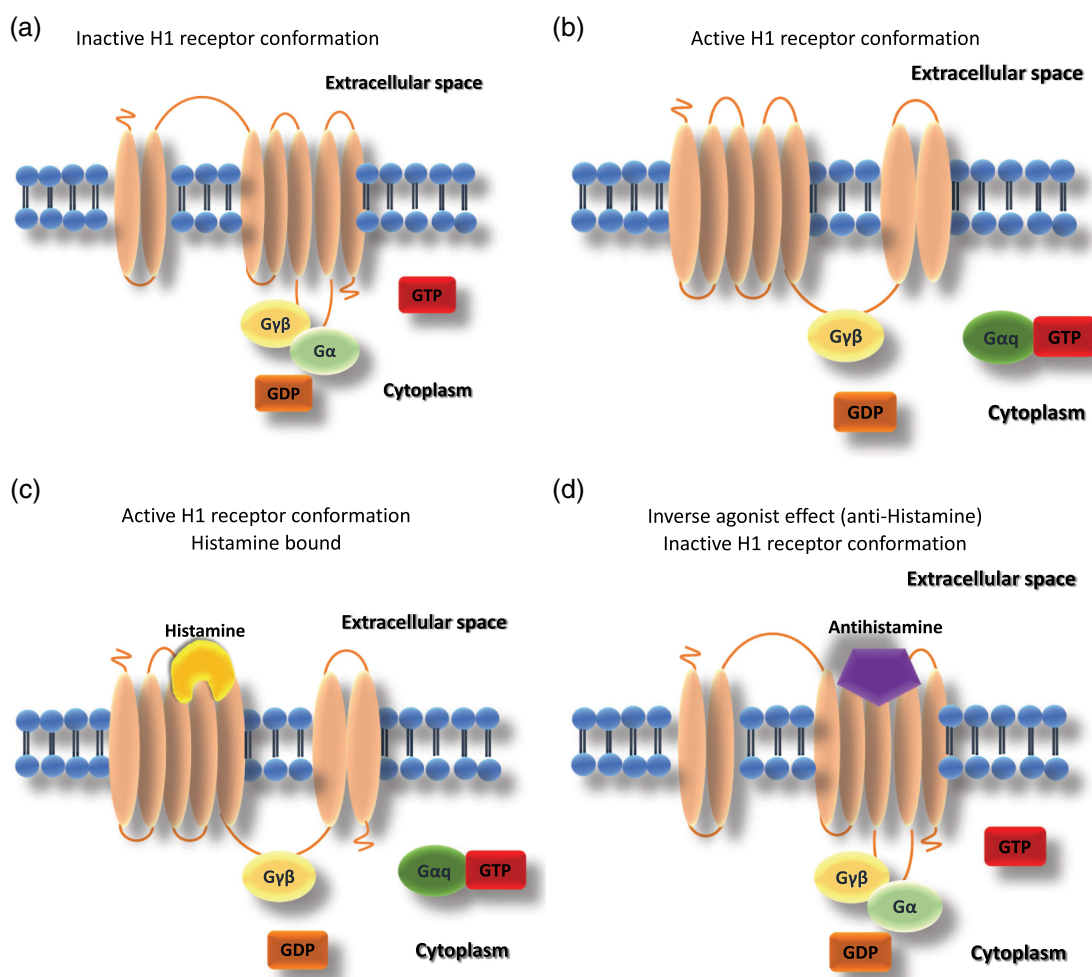 (a)
Inactive H1 receptor conformation
Extracellular space
GTP
Gγβ
Gα
GDP
Cytoplasm
(b)
Active H1 receptor conformation
Extracellular space
Gγβ
Gαq
GTP
GDP
Cytoplasm
(c)
Active H1 receptor conformation
Histamine bound
Histamine
Extracellular space
Gγβ
Gαq
GTP
GDP
Cytoplasm
(d)
Inverse agonist effect (anti-Histamine)
Inactive H1 receptor conformation
Extracellular space
Antihistamine
GTP
Gγβ
Gα
GDP
Cytoplasm